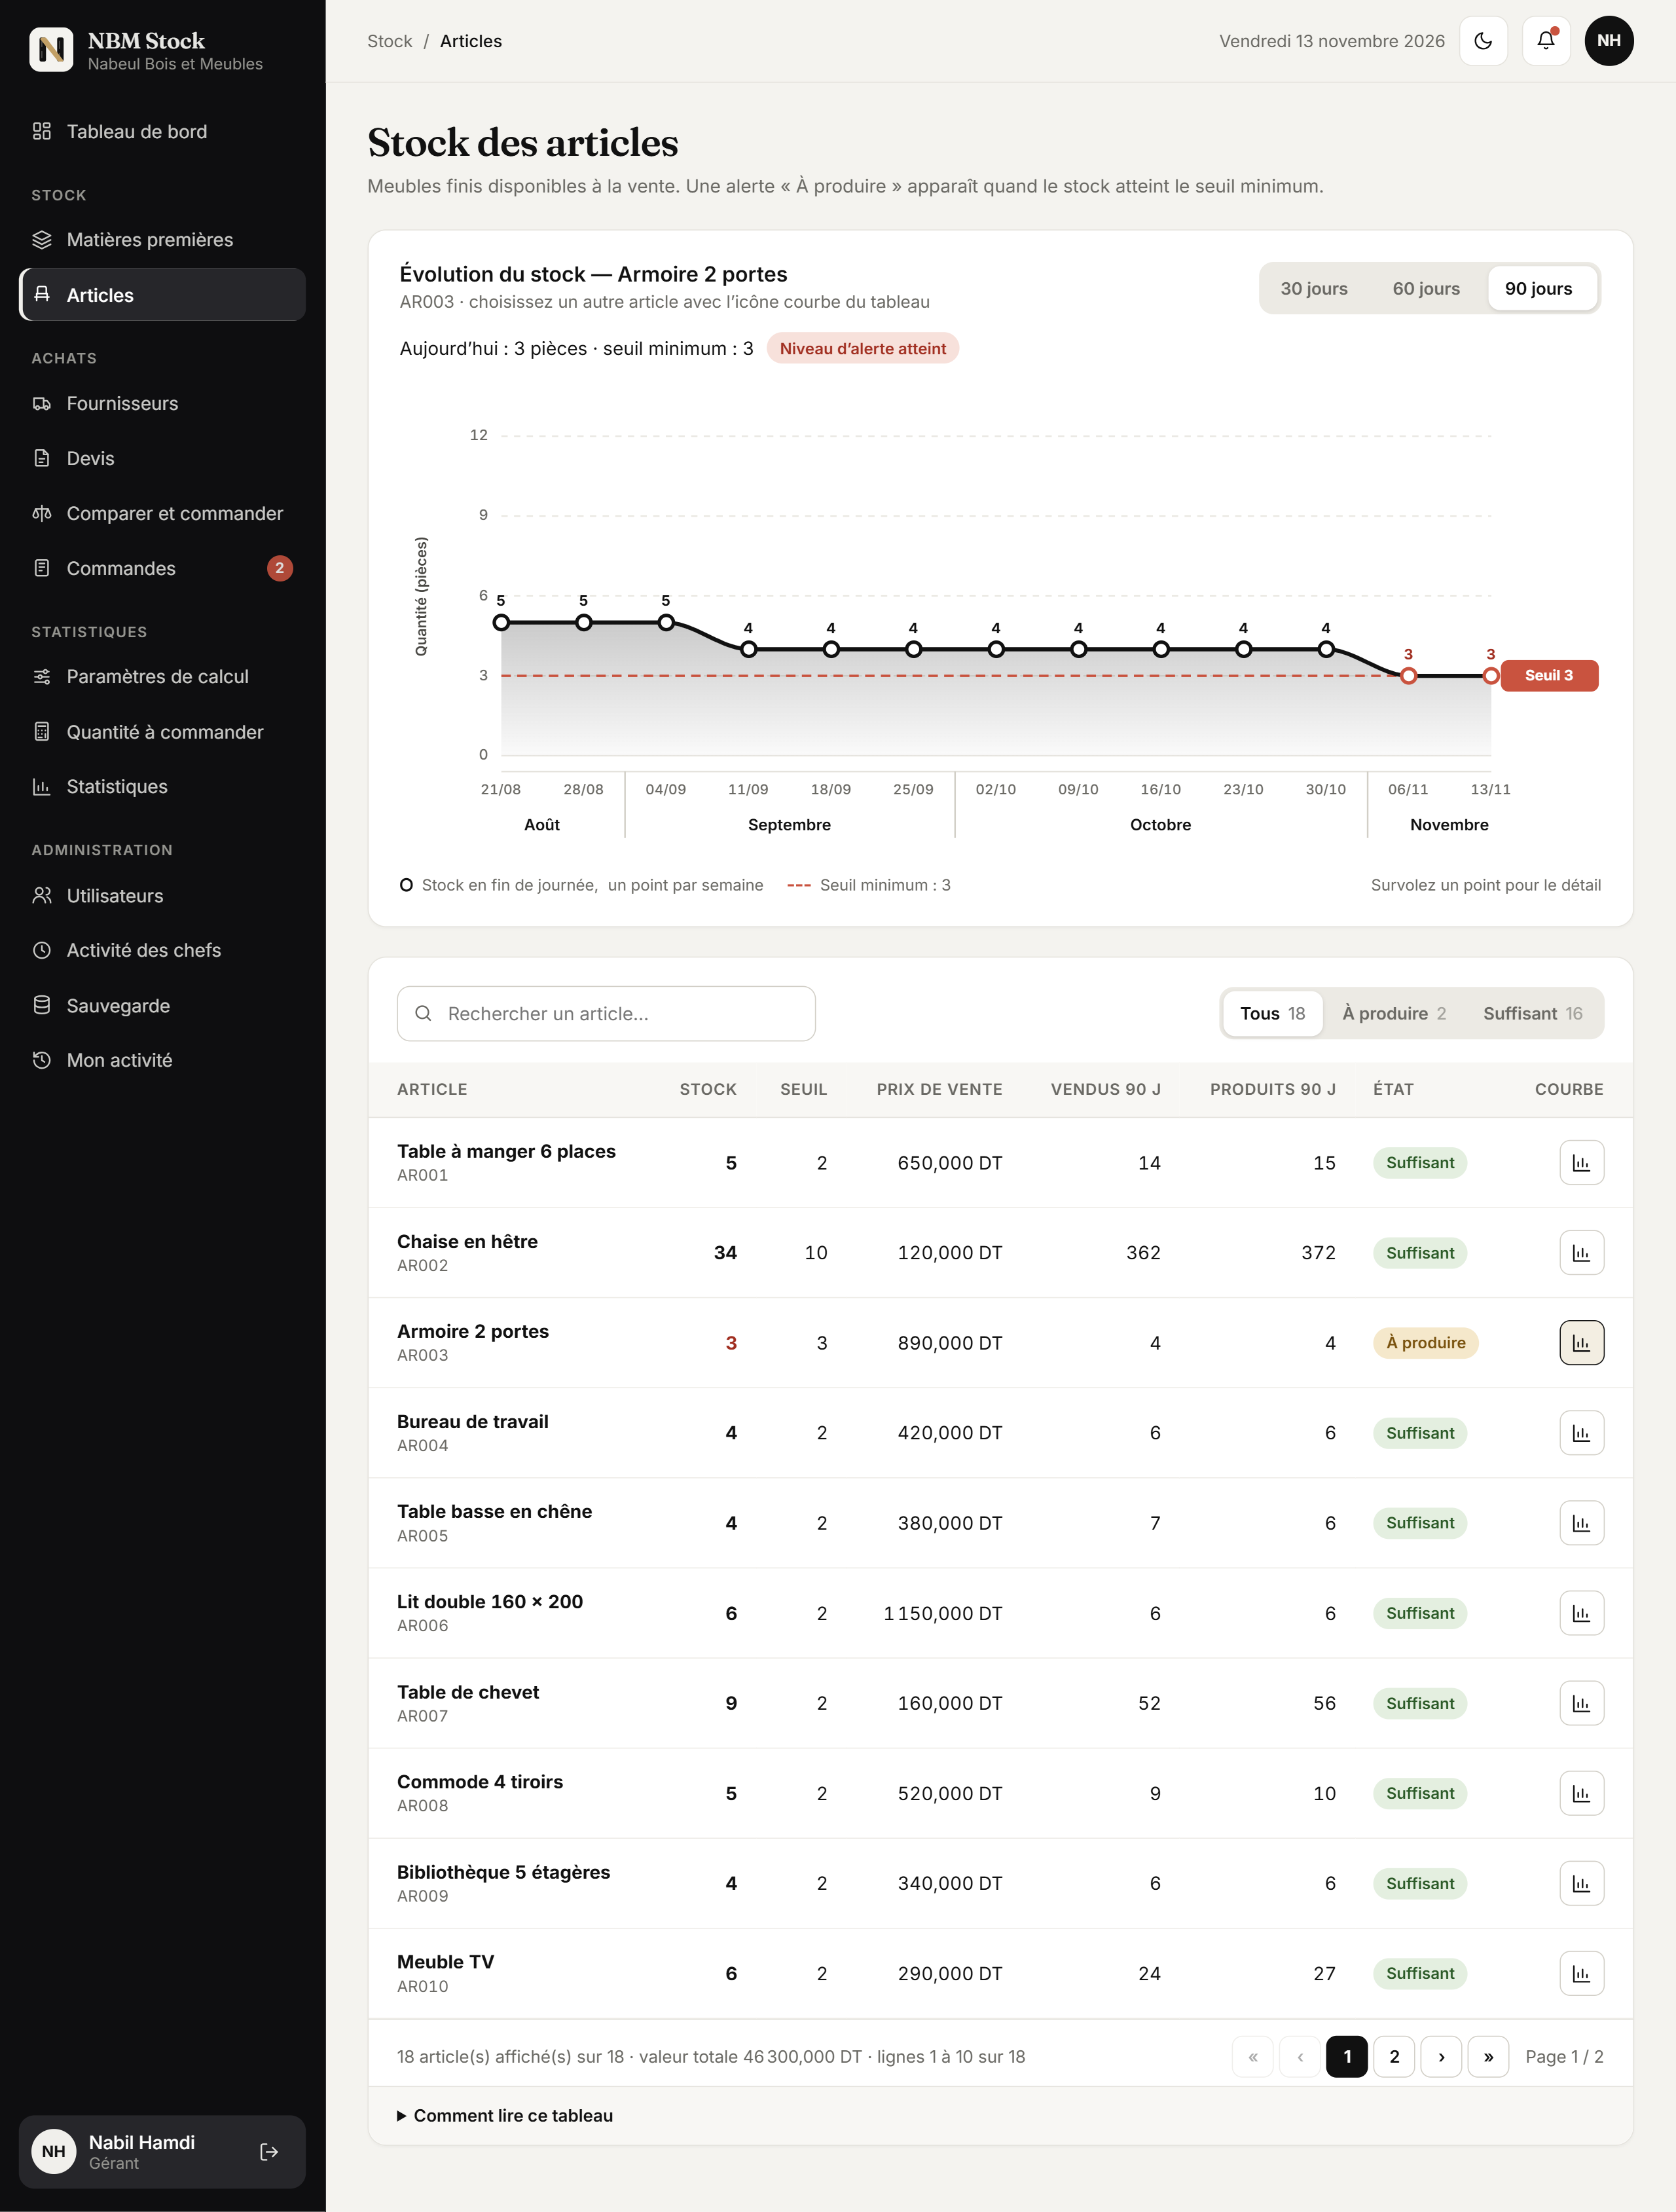 NBM Stock
Nabeul Bois et Meubles
Tableau de bord
STOCK
Matières premières
Articles
ACHATS
Fournisseurs
Devis
Comparer et commander
Commandes 2
STATISTIQUES
Paramètres de calcul
Quantité à commander
Statistiques
ADMINISTRATION
Utilisateurs
Activité des chefs
Sauvegarde
Mon activité
NH
Nabil Hamdi
Gérant
Stock / Articles
Vendredi 13 novembre 2026
NH
Stock des articles
Meubles finis disponibles à la vente. Une alerte « À produire » apparaît quand le stock atteint le seuil minimum.
Évolution du stock — Armoire 2 portes
AR003 · choisissez un autre article avec l’icône courbe du tableau
30 jours 60 jours 90 jours
Aujourd’hui : 3 pièces · seuil minimum : 3 Niveau d’alerte atteint
Quantité (pièces)
12
9
6
3
0
5 5 5 4 4 4 4 4 4 4 4 3 3
Seuil 3
21/08 28/08 04/09 11/09 18/09 25/09 02/10 09/10 16/10 23/10 30/10 06/11 13/11
Août Septembre Octobre Novembre
Stock en fin de journée, un point par semaine Seuil minimum : 3 Survolez un point pour le détail
Rechercher un article...
Tous 18 À produire 2 Suffisant 16
ARTICLE STOCK SEUIL PRIX DE VENTE VENDUS 90 J PRODUITS 90 J ÉTAT COURBE
Table à manger 6 places
AR001
5 2 650,000 DT 14 15 Suffisant
Chaise en hêtre
AR002
34 10 120,000 DT 362 372 Suffisant
Armoire 2 portes
AR003
3 3 890,000 DT 4 4 À produire
Bureau de travail
AR004
4 2 420,000 DT 6 6 Suffisant
Table basse en chêne
AR005
4 2 380,000 DT 7 6 Suffisant
Lit double 160 × 200
AR006
6 2 1 150,000 DT 6 6 Suffisant
Table de chevet
AR007
9 2 160,000 DT 52 56 Suffisant
Commode 4 tiroirs
AR008
5 2 520,000 DT 9 10 Suffisant
Bibliothèque 5 étagères
AR009
4 2 340,000 DT 6 6 Suffisant
Meuble TV
AR010
6 2 290,000 DT 24 27 Suffisant
18 article(s) affiché(s) sur 18 · valeur totale 46 300,000 DT · lignes 1 à 10 sur 18
« ‹ 1 2 › » Page 1 / 2
Comment lire ce tableau